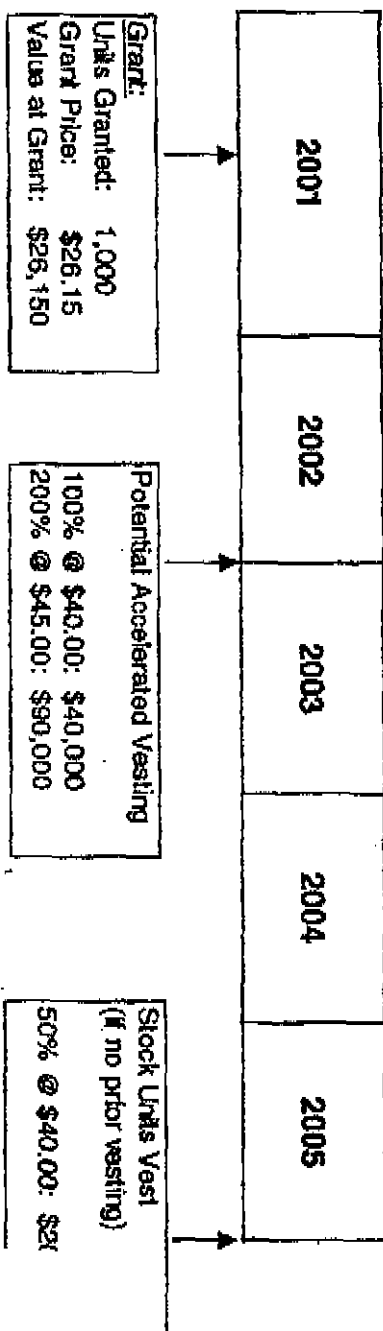 2001
2002
2003
2004
2005
Grant:
Units Granted: 1,000
Grant Price: $26.15
Value at Grant: $26,150
Potential Accelerated Vesting
100% @ $40.00: $40,000
200% @ $45.00: $90,000
Stock Units Vest
(if no prior vesting)
50% @ $40.00: